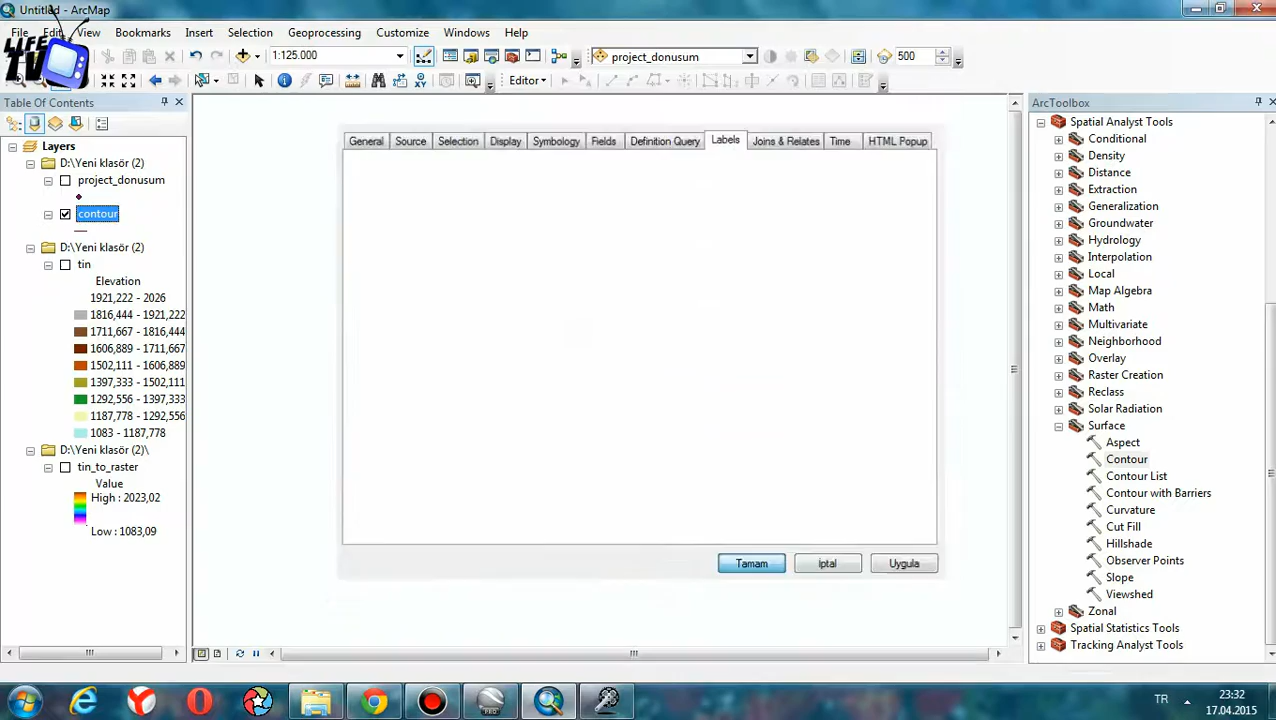 Untitled - ArcMap
File Edit View Bookmarks Insert Selection Geoprocessing Customize Windows Help
LIFE TV
1:125.000
project_donusum
500
Editor
Table Of Contents
Layers
D:\Yeni klasör (2)
project_donusum
contour
D:\Yeni klasör (2)
tin
Elevation
1921,222 - 2026
1816,444 - 1921,222
1711,667 - 1816,444
1606,889 - 1711,667
1502,111 - 1606,889
1397,333 - 1502,111
1292,556 - 1397,333
1187,778 - 1292,556
1083 - 1187,778
D:\Yeni klasör (2)\
tin_to_raster
Value
High : 2023,02
Low : 1083,09
General Source Selection Display Symbology Fields Definition Query Labels Joins & Relates Time HTML Popup
Tamam İptal Uygula
ArcToolbox
Spatial Analyst Tools
Conditional
Density
Distance
Extraction
Generalization
Groundwater
Hydrology
Interpolation
Local
Map Algebra
Math
Multivariate
Neighborhood
Overlay
Raster Creation
Reclass
Solar Radiation
Surface
Aspect
Contour
Contour List
Contour with Barriers
Curvature
Cut Fill
Hillshade
Observer Points
Slope
Viewshed
Zonal
Spatial Statistics Tools
Tracking Analyst Tools
TR
23:32
17.04.2015